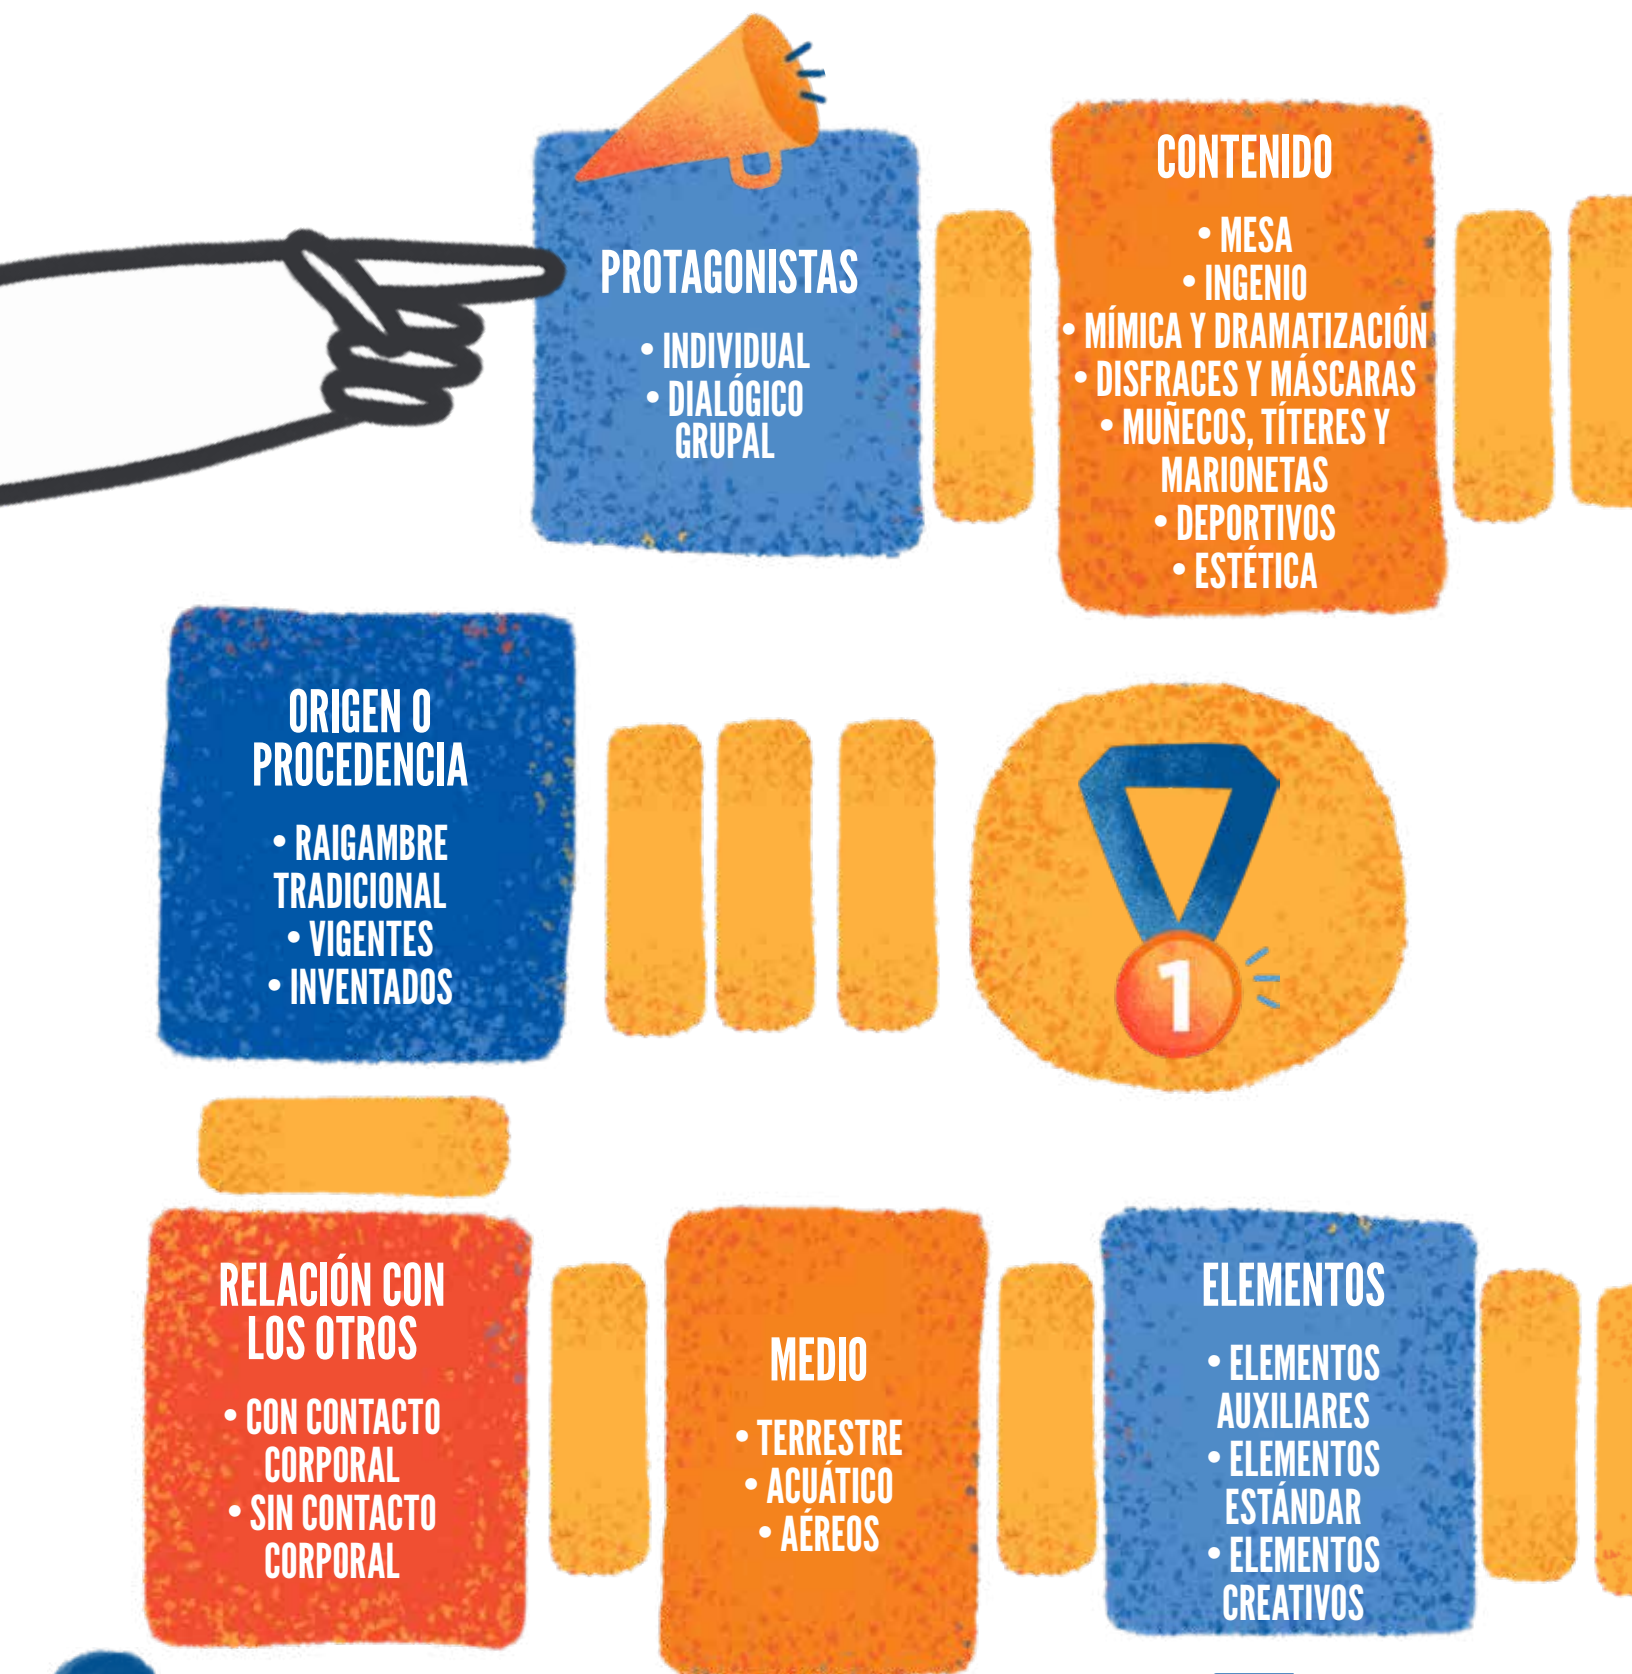 PROTAGONISTAS
• INDIVIDUAL
• DIALÓGICO
GRUPAL
CONTENIDO
• MESA
• INGENIO
• MÍMICA Y DRAMATIZACIÓN
• DISFRACES Y MÁSCARAS
• MUÑECOS, TÍTERES Y
MARIONETAS
• DEPORTIVOS
• ESTÉTICA
ORIGEN O
PROCEDENCIA
• RAIGAMBRE
TRADICIONAL
• VIGENTES
• INVENTADOS
1
RELACIÓN CON
LOS OTROS
• CON CONTACTO
CORPORAL
• SIN CONTACTO
CORPORAL
MEDIO
• TERRESTRE
• ACUÁTICO
• AÉREOS
ELEMENTOS
• ELEMENTOS
AUXILIARES
• ELEMENTOS
ESTÁNDAR
• ELEMENTOS
CREATIVOS